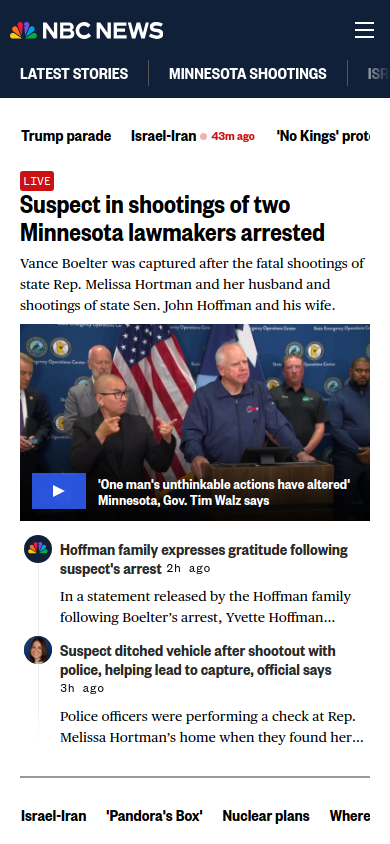 NBC NEWS
LATEST STORIES
MINNESOTA SHOOTINGS
Trump parade
Israel-Iran
43m ago
'No Kings'
LIVE
Suspect in shootings of two
Minnesota lawmakers arrested
Vance Boelter was captured after the fatal shootings of
state Rep. Melissa Hortman and her husband and
shootings of state Sen. John Hoffman and his wife.
'One man's unthinkable actions have altered'
Minnesota, Gov. Tim Walz says
Hoffman family expresses gratitude following
suspect's arrest 2h ago
In a statement released by the Hoffman family
following Boelter's arrest, Yvette Hoffman...
Suspect ditched vehicle after shootout with
police, helping lead to capture, official says
3h ago
Police officers were performing a check at Rep.
Melissa Hortman's home when they found her...
Israel-Iran
'Pandora's Box'
Nuclear plans
Where